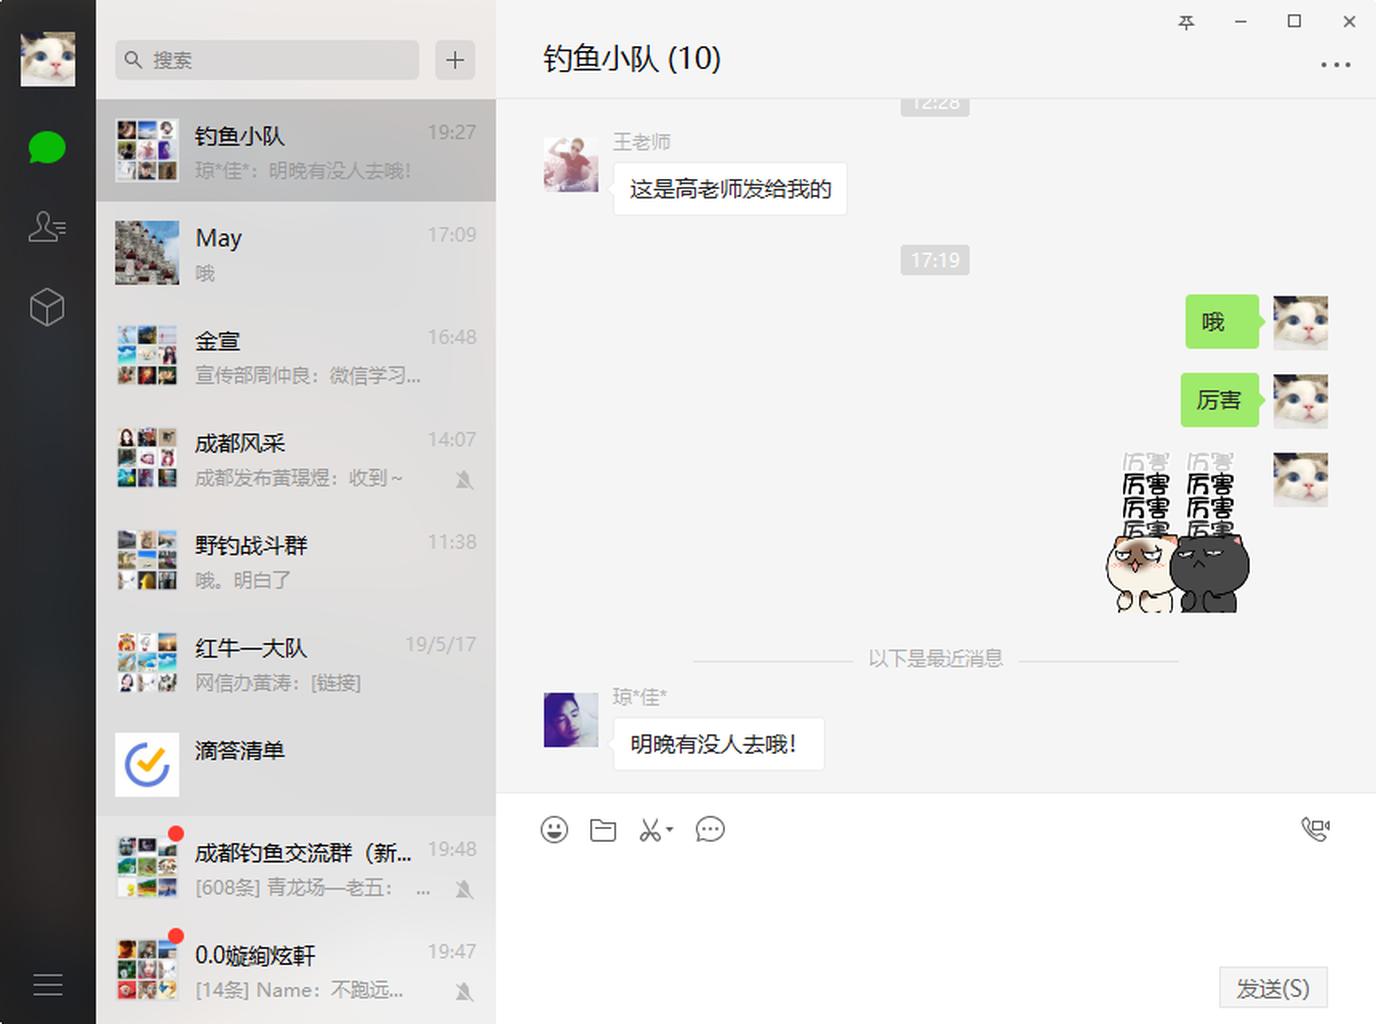 搜索
钓鱼小队
19:27
琼*佳*：明晚有没人去哦！
May
17:09
哦
金宣
16:48
宣传部周仲良：微信学习...
成都风采
14:07
成都发布黄璟煜：收到～
野钓战斗群
11:38
哦。明白了
红牛一大队
19/5/17
网信办黄涛：[链接]
滴答清单
成都钓鱼交流群（新...
19:48
[608条] 青龙场—老五： ...
0.0嫙絢炫軒
19:47
[14条] Name：不跑远...
钓鱼小队 (10)
12:28
王老师
这是高老师发给我的
17:19
哦
厉害
厉害 厉害
厉害 厉害
厉害 厉害
厉害 厉害
以下是最近消息
琼*佳*
明晚有没人去哦！
发送(S)